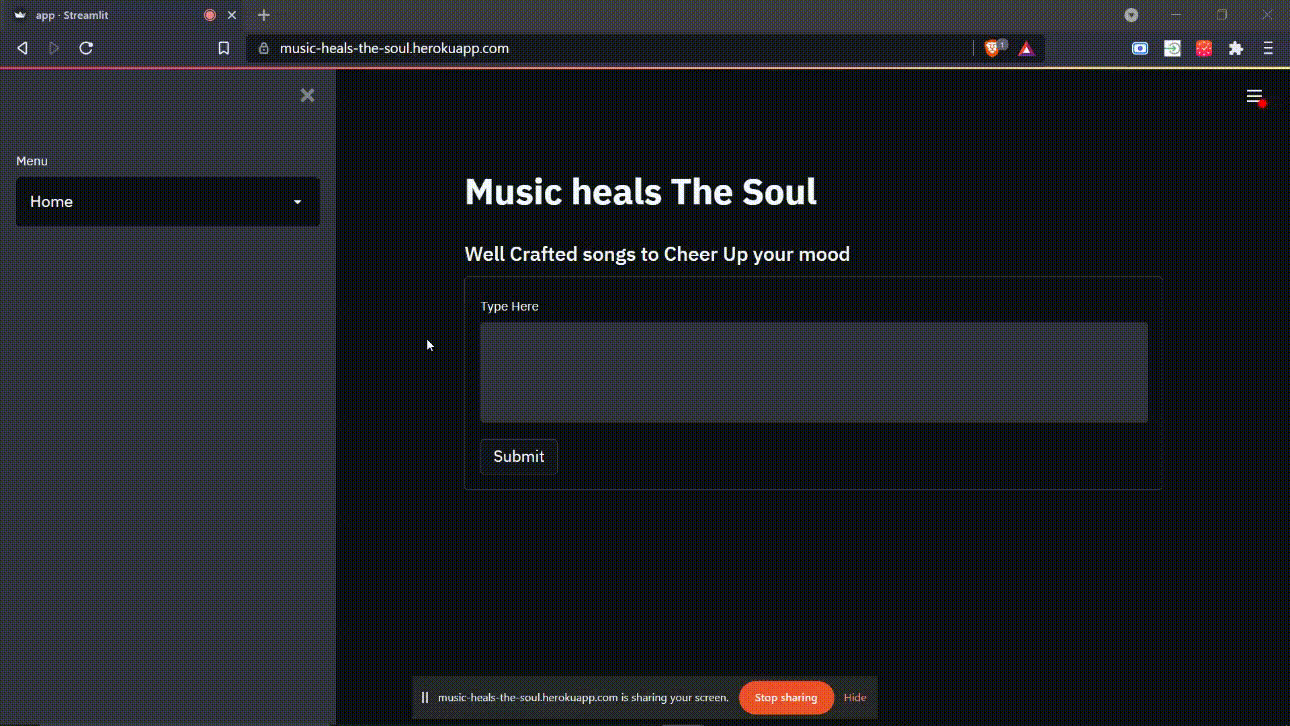 app · Streamlit
music-heals-the-soul.herokuapp.com
1
Menu
Home
Music heals The Soul
Well Crafted songs to Cheer Up your mood
Type Here
Submit
music-heals-the-soul.herokuapp.com is sharing your screen.
Stop sharing
Hide